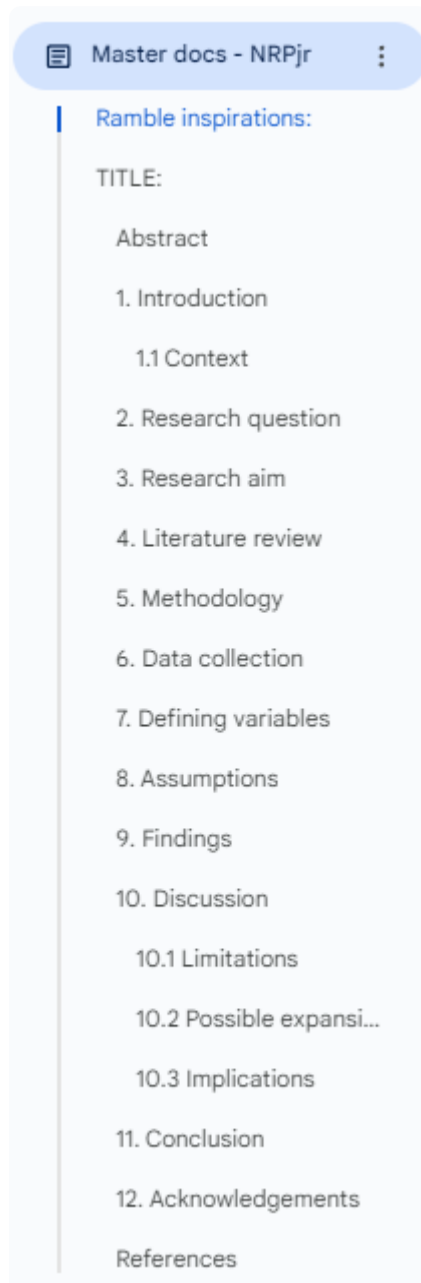 Master docs - NRPjr
Ramble inspirations:
TITLE:
Abstract
1. Introduction
1.1 Context
2. Research question
3. Research aim
4. Literature review
5. Methodology
6. Data collection
7. Defining variables
8. Assumptions
9. Findings
10. Discussion
10.1 Limitations
10.2 Possible expansi...
10.3 Implications
11. Conclusion
12. Acknowledgements
References